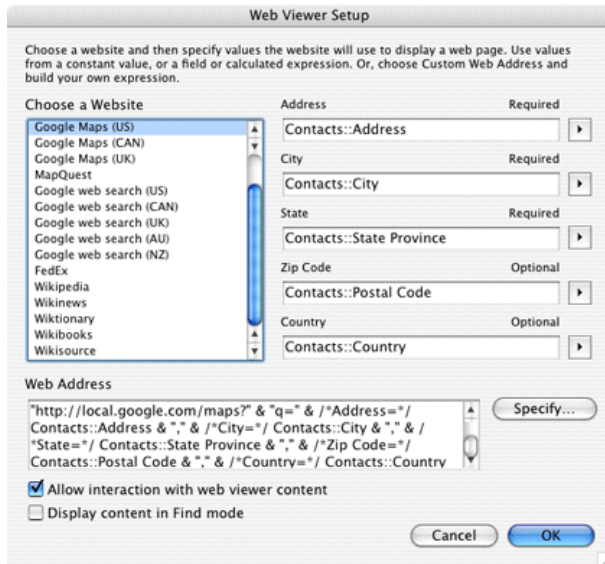 Web Viewer Setup
Choose a website and then specify values the website will use to display a web page. Use values
from a constant value, or a field or calculated expression. Or, choose Custom Web Address and
build your own expression.
Choose a Website
Google Maps (US)
Google Maps (CAN)
Google Maps (UK)
MapQuest
Google web search (US)
Google web search (CAN)
Google web search (UK)
Google web search (AU)
Google web search (NZ)
FedEx
Wikipedia
Wikinews
Wiktionary
Wikibooks
Wikisource
Address Required
Contacts::Address
City Required
Contacts::City
State Required
Contacts::State Province
Zip Code Optional
Contacts::Postal Code
Country Optional
Contacts::Country
Web Address
"http://local.google.com/maps?" & "q=" & /*Address=*/
Contacts::Address & "," & /*City=*/ Contacts::City & "," & /
*State=*/ Contacts::State Province & "," & /*Zip Code=*/
Contacts::Postal Code & "," & /*Country=*/ Contacts::Country
Specify...
Allow interaction with web viewer content
Display content in Find mode
Cancel OK